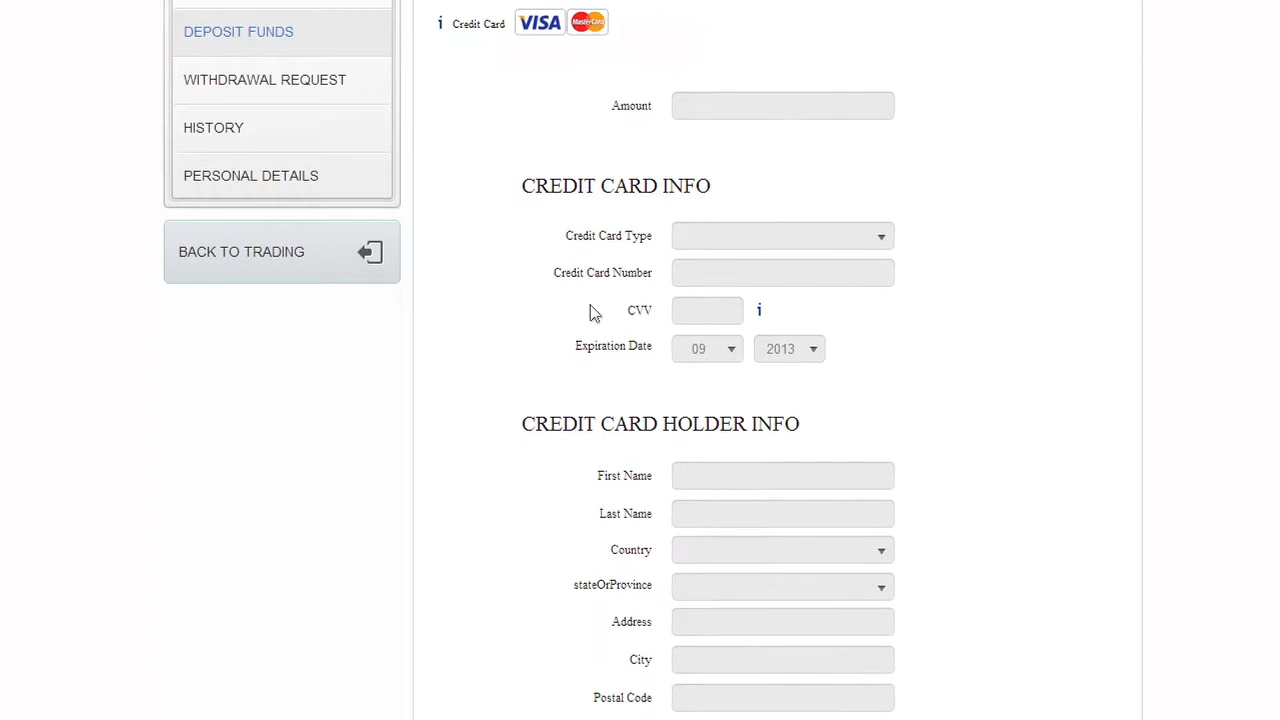 DEPOSIT FUNDS
WITHDRAWAL REQUEST
HISTORY
PERSONAL DETAILS
BACK TO TRADING
i Credit Card VISA MasterCard
Amount
CREDIT CARD INFO
Credit Card Type
Credit Card Number
CVV i
Expiration Date 09 2013
CREDIT CARD HOLDER INFO
First Name
Last Name
Country
stateOrProvince
Address
City
Postal Code